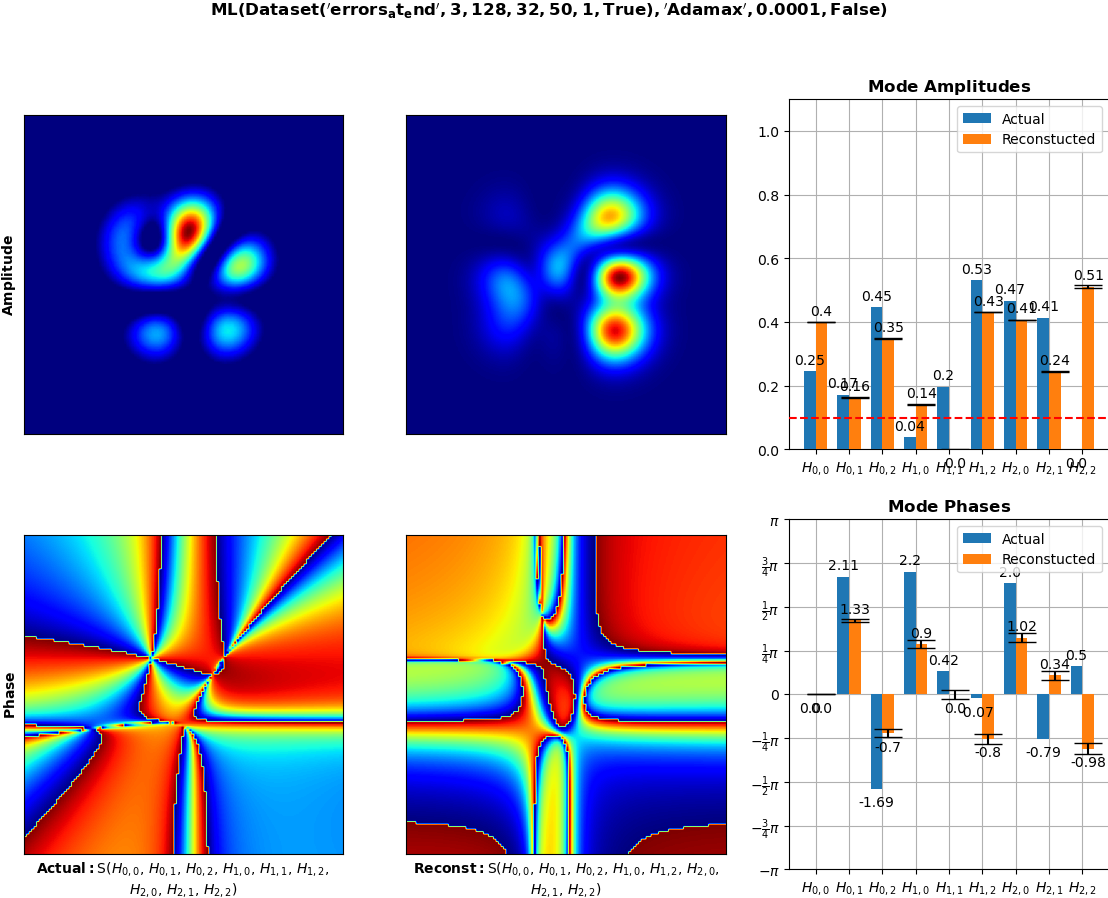 ML(Dataset('errors_at_end', 3, 128, 32, 50, 1, True), 'Adamax', 0.0001, False)
Amplitude
Mode Amplitudes
Actual
Reconstucted
1.0
0.8
0.6
0.4
0.2
0.0
0.25
0.4
0.17
0.16
0.45
0.35
0.04
0.14
0.2
0.0
0.53
0.43
0.47
0.41
0.41
0.24
0.0
0.51
H0,0 H0,1 H0,2 H1,0 H1,1 H1,2 H2,0 H2,1 H2,2
Phase
Actual: S(H0,0, H0,1, H0,2, H1,0, H1,1, H1,2,
H2,0, H2,1, H2,2)
Reconst: S(H0,0, H0,1, H0,2, H1,0, H1,2, H2,0,
H2,1, H2,2)
Mode Phases
Actual
Reconstucted
π
3/4π
1/2π
1/4π
0
−1/4π
−1/2π
−3/4π
−π
0.0
0.0
2.11
1.33
-1.69
-0.7
2.2
0.9
0.42
0.0
-0.07
-0.8
2.0
1.02
-0.79
0.34
0.5
-0.98
H0,0 H0,1 H0,2 H1,0 H1,1 H1,2 H2,0 H2,1 H2,2